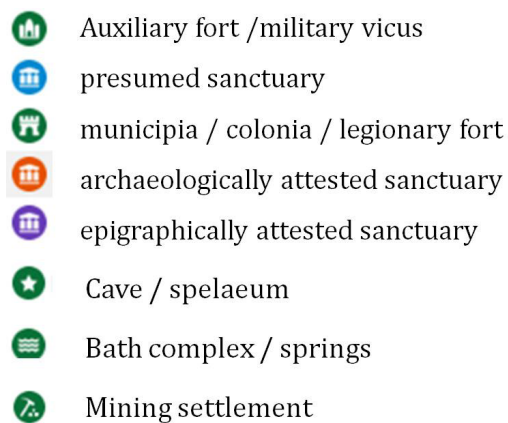 Auxiliary fort /military vicus
presumed sanctuary
municipia / colonia / legionary fort
archaeologically attested sanctuary
epigraphically attested sanctuary
Cave / spelaeum
Bath complex / springs
Mining settlement